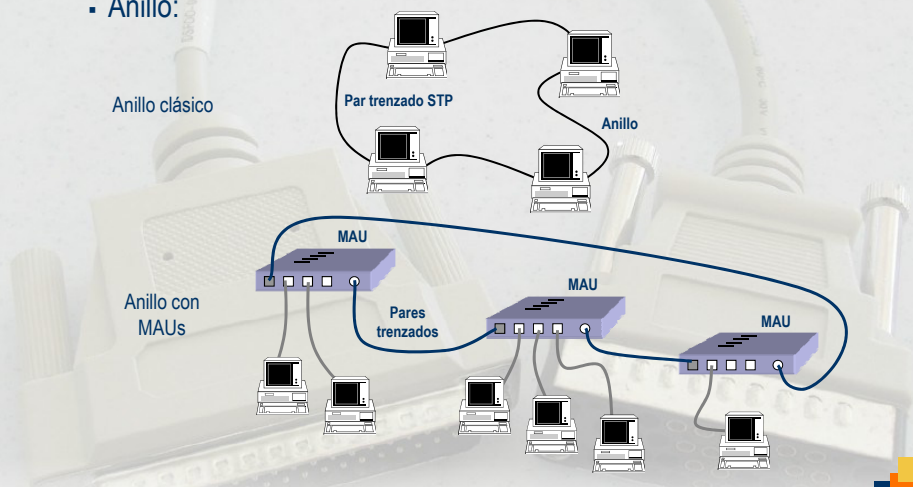 ▪ Anillo:
Anillo clásico
Par trenzado STP
Anillo
MAU
Anillo con
MAUs
Pares
trenzados
MAU
MAU